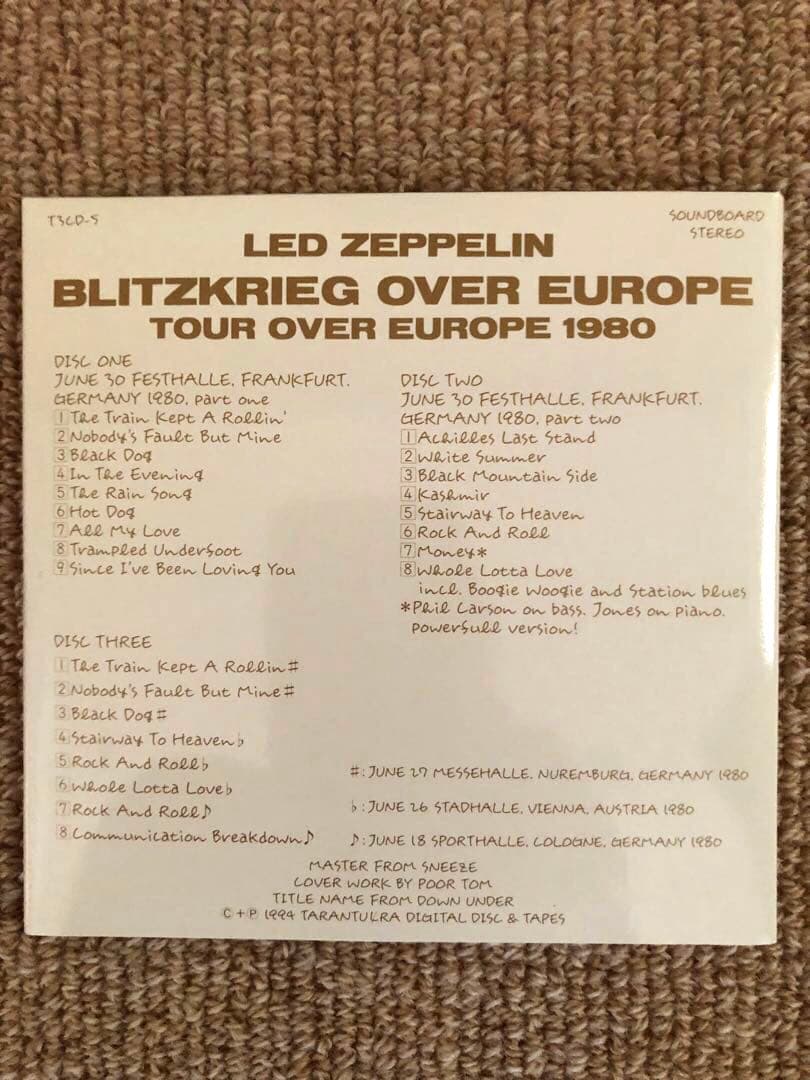 T3CD-5
SOUNDBOARD
STEREO
LED ZEPPELIN
BLITZKRIEG OVER EUROPE
TOUR OVER EUROPE 1980
DISC ONE
JUNE 30 FESTHALLE, FRANKFURT.
GERMANY 1980, part one
1 The Train Kept A Rollin'
2 Nobody's Fault But Mine
3 Black Dog
4 In The Evening
5 The Rain Song
6 Hot Dog
7 All My Love
8 Trampled Underfoot
9 Since I've Been Loving You
DISC TWO
JUNE 30 FESTHALLE, FRANKFURT.
GERMANY 1980, part two
1 Achilles Last Stand
2 White Summer
3 Black Mountain Side
4 Kashmir
5 Stairway To Heaven
6 Rock And Roll
7 Money*
8 Whole Lotta Love
incl. Boogie Woogie and Station blues
*Phil Carson on bass. Jones on piano.
powerfull version!
DISC THREE
1 The Train Kept A Rollin#
2 Nobody's Fault But Mine#
3 Black Dog#
4 Stairway To Heaven♭
5 Rock And Roll♭
6 Whole Lotta Love♭
7 Rock And Roll♪
8 Communication Breakdown♪
#: JUNE 27 MESSEHALLE, NUREMBURG, GERMANY 1980
♭: JUNE 26 STADHALLE, VIENNA, AUSTRIA 1980
♪: JUNE 18 SPORTHALLE, COLOGNE, GERMANY 1980
MASTER FROM SNEEZE
COVER WORK BY POOR TOM
TITLE NAME FROM DOWN UNDER
©+℗ 1994 TARANTULRA DIGITAL DISC & TAPES